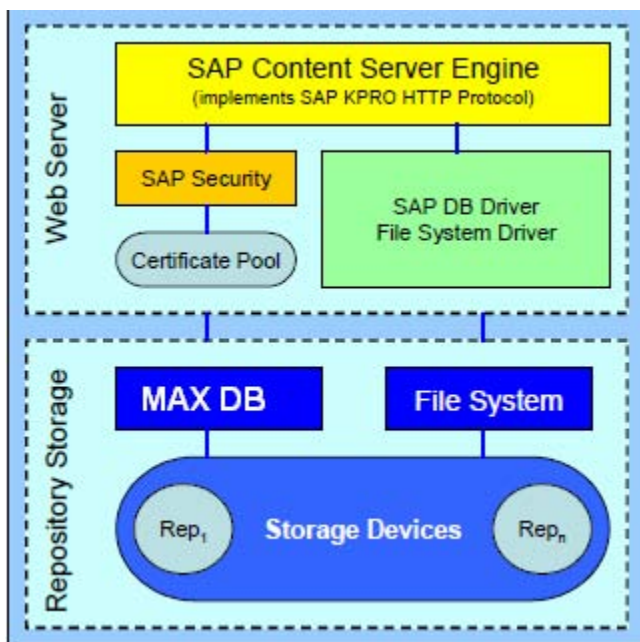 Web Server
SAP Content Server Engine
(implements SAP KPRO HTTP Protocol)
SAP Security
Certificate Pool
SAP DB Driver
File System Driver
Repository Storage
MAX DB
File System
Rep1
Storage Devices
Repn